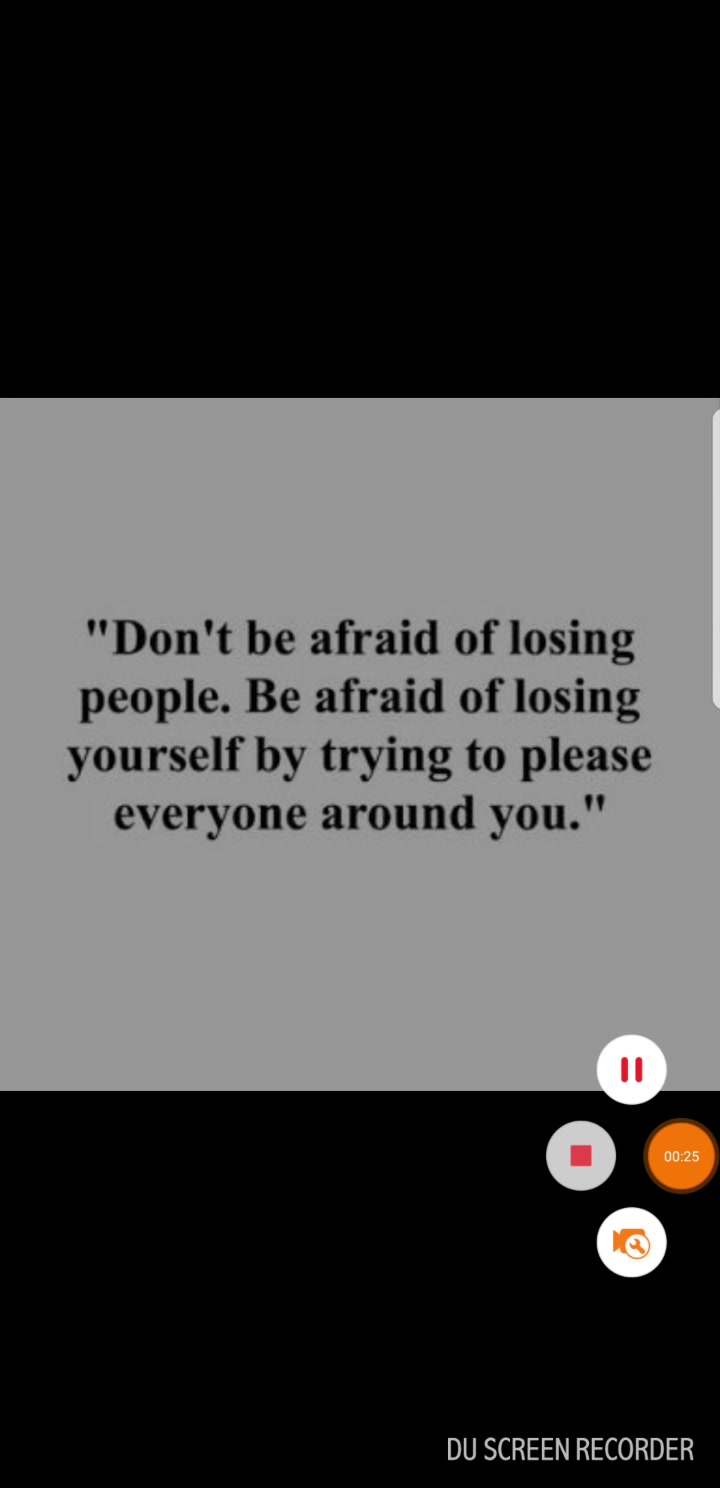 "Don't be afraid of losing
people. Be afraid of losing
yourself by trying to please
everyone around you."
00:25
DU SCREEN RECORDER